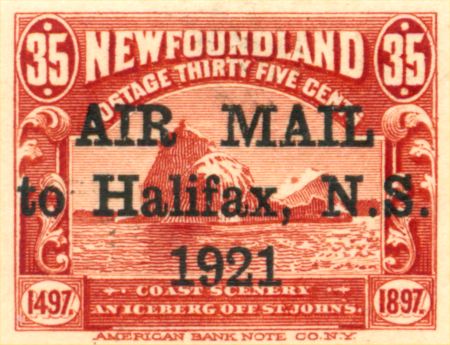 35 NEWFOUNDLAND 35
POSTAGE THIRTY FIVE CENTS
AIR MAIL
to Halifax, N.S.
1921
1497 COAST SCENERY 1897
AN ICEBERG OFF ST. JOHNS.
AMERICAN BANK NOTE CO. N.Y.